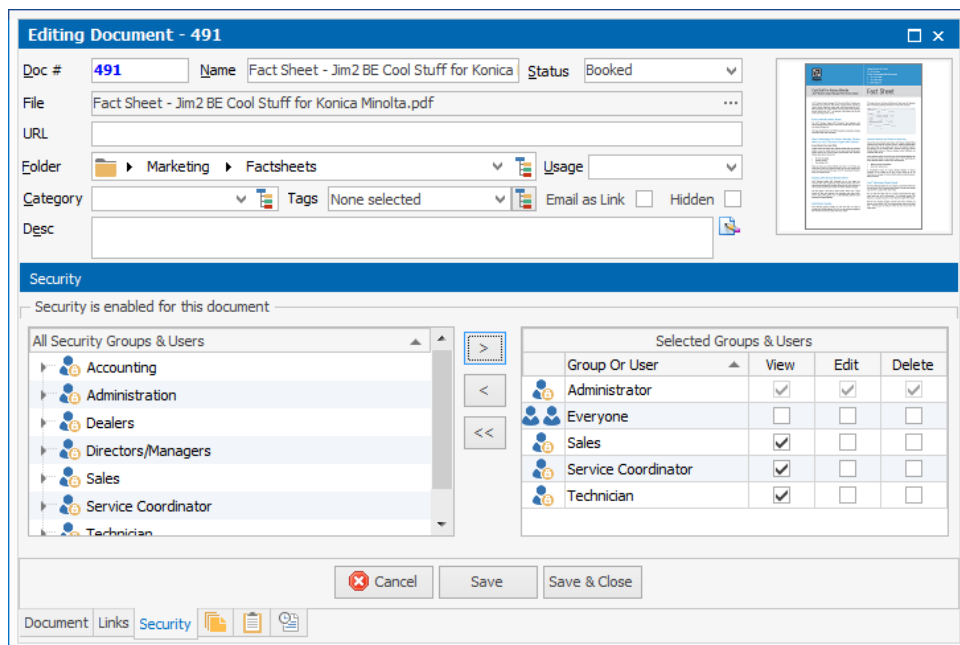 Editing Document - 491
Doc # 491 Name Fact Sheet - Jim2 BE Cool Stuff for Konica Status Booked
File Fact Sheet - Jim2 BE Cool Stuff for Konica Minolta.pdf ...
URL
Folder Marketing Factsheets Usage
Category Tags None selected Email as Link Hidden
Desc
Fact Sheet
Security
Security is enabled for this document
All Security Groups & Users
Accounting
Administration
Dealers
Directors/Managers
Sales
Service Coordinator
Technician
>
<
<<
Selected Groups & Users
Group Or User View Edit Delete
Administrator
Everyone
Sales
Service Coordinator
Technician
Cancel Save Save & Close
Document Links Security